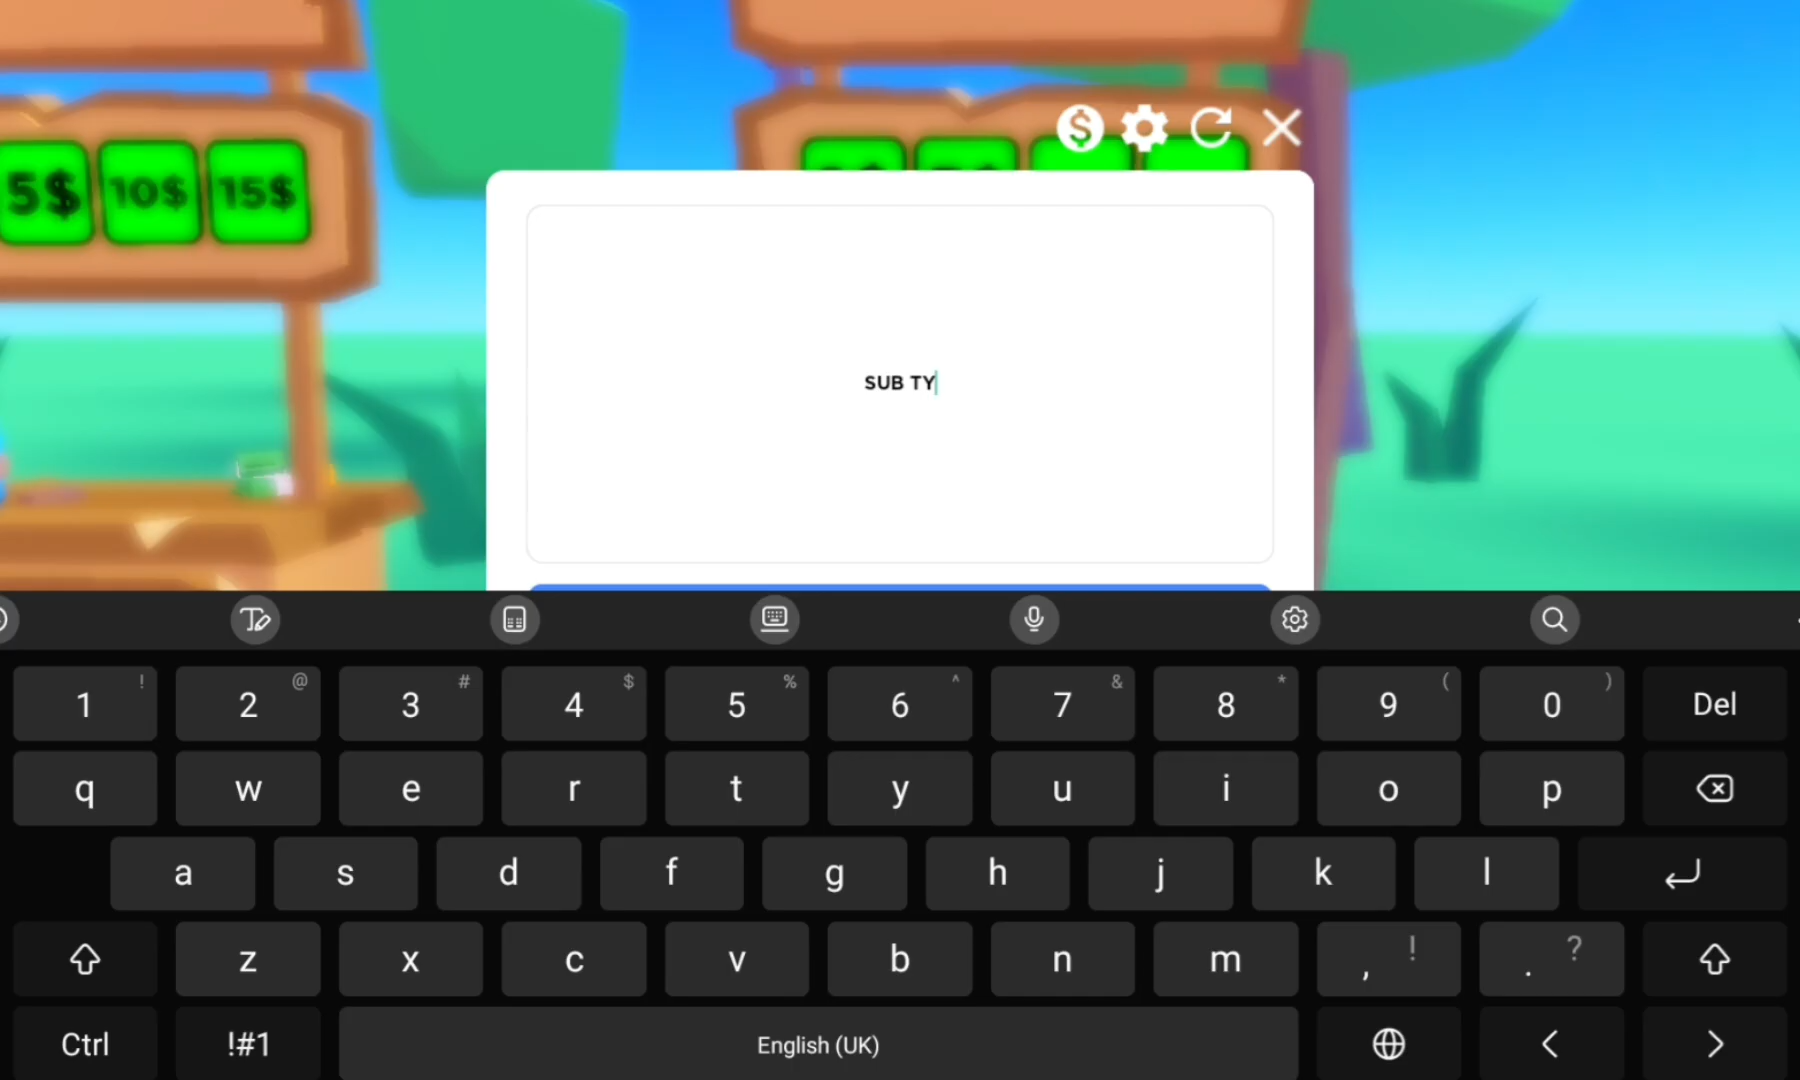 5$ 10$ 15$
SUB TY
1 ! 2 @ 3 # 4 $ 5 % 6 ^ 7 & 8 * 9 ( 0 ) Del
q w e r t y u i o p
a s d f g h j k l
z x c v b n m , ! . ?
Ctrl !#1 English (UK) < >